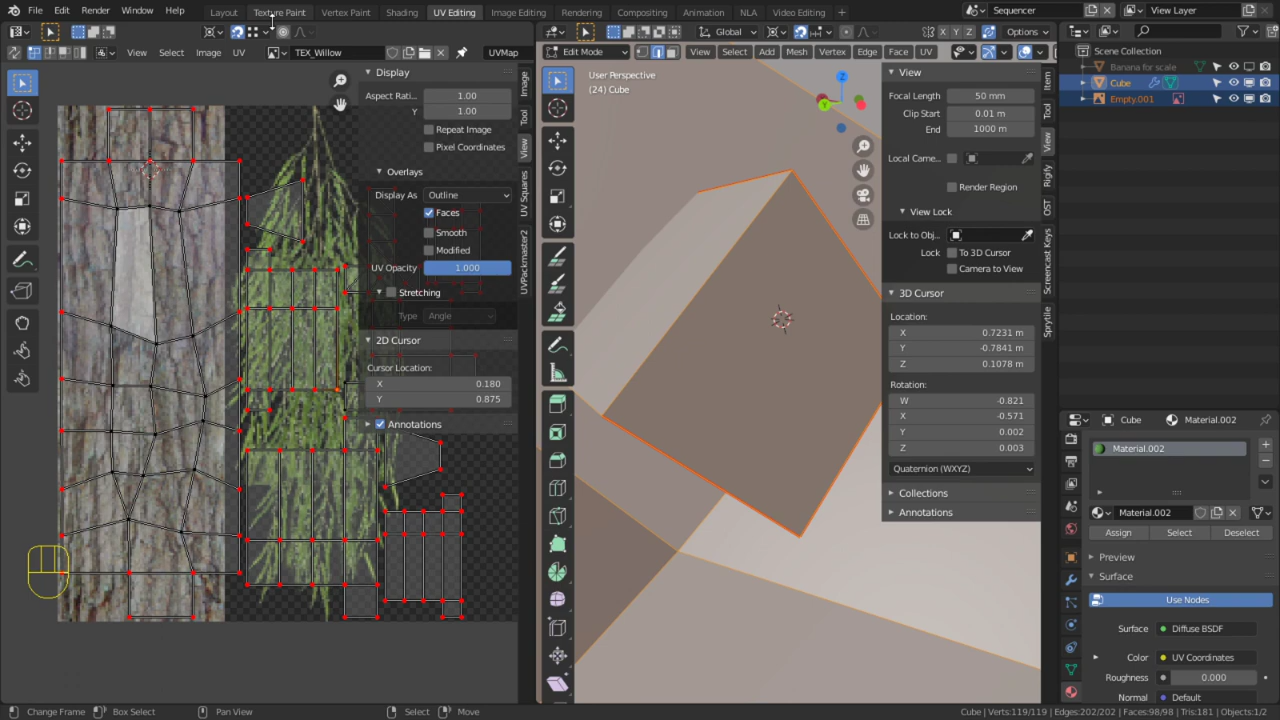 File Edit Render Window Help Layout Texture Paint Vertex Paint Shading UV Editing Image Editing Rendering Compositing Animation NLA Video Editing + Sequencer View Layer
Global X Y Z Options
View Select Image UV TEX_Willow UVMap Edit Mode View Select Add Mesh Vertex Edge Face UV
Display
Aspect Rati... 1.00
Y 1.00
Repeat Image
Pixel Coordinates
Overlays
Display As Outline
Faces
Smooth
Modified
UV Opacity 1.000
Stretching
Type Angle
2D Cursor
Cursor Location:
X 0.180
Y 0.875
Annotations
Image
Tool
View
UV Squares
UVPackmaster2
User Perspective
(24) Cube
Z
Y
View
Focal Length 50 mm
Clip Start 0.01 m
End 1000 m
Local Came...
Render Region
View Lock
Lock to Obj...
Lock To 3D Cursor
Camera to View
3D Cursor
Location:
X 0.7231 m
Y -0.7841 m
Z 0.1078 m
Rotation:
W -0.821
X -0.571
Y 0.002
Z 0.003
Quaternion (WXYZ)
Collections
Annotations
Item
Tool
View
Rigify
OST
Screencast Keys
Sprytile
Scene Collection
Banana for scale
Cube
Empty.001
Cube Material.002
Material.002
Material.002
Assign Select Deselect
Preview
Surface
Use Nodes
Surface Diffuse BSDF
Color UV Coordinates
Roughness 0.000
Normal Default
Change Frame Box Select Pan View Select Move Cube | Verts:119/119 | Edges:202/202 | Faces:98/98 | Tris:181 | Objects:1/2